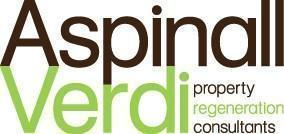 Aspinall
Verdi
property
regeneration
consultants